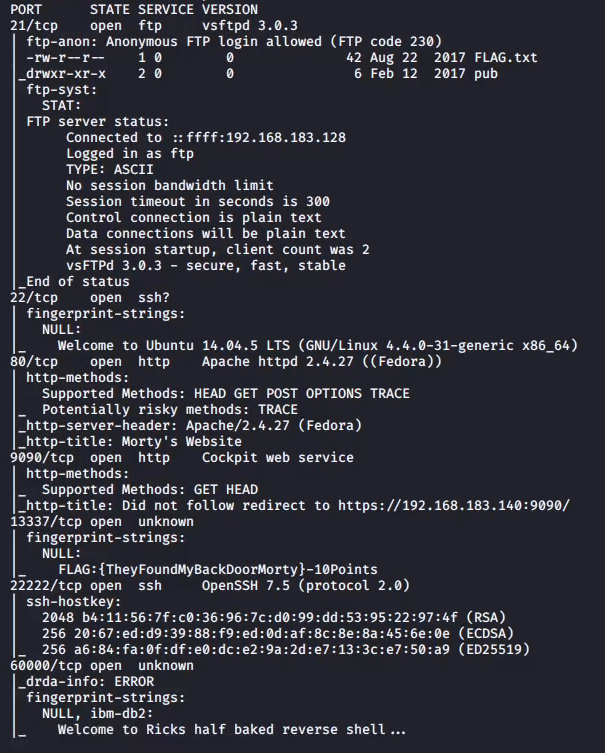 PORT      STATE SERVICE VERSION
21/tcp    open  ftp     vsftpd 3.0.3
| ftp-anon: Anonymous FTP login allowed (FTP code 230)
| -rw-r--r--    1 0        0              42 Aug 22  2017 FLAG.txt
|_drwxr-xr-x    2 0        0               6 Feb 12  2017 pub
| ftp-syst:
|   STAT:
| FTP server status:
|      Connected to ::ffff:192.168.183.128
|      Logged in as ftp
|      TYPE: ASCII
|      No session bandwidth limit
|      Session timeout in seconds is 300
|      Control connection is plain text
|      Data connections will be plain text
|      At session startup, client count was 2
|      vsFTPd 3.0.3 - secure, fast, stable
|_End of status
22/tcp    open  ssh?
| fingerprint-strings:
|   NULL:
|_    Welcome to Ubuntu 14.04.5 LTS (GNU/Linux 4.4.0-31-generic x86_64)
80/tcp    open  http    Apache httpd 2.4.27 ((Fedora))
| http-methods:
|   Supported Methods: HEAD GET POST OPTIONS TRACE
|_  Potentially risky methods: TRACE
|_http-server-header: Apache/2.4.27 (Fedora)
|_http-title: Morty's Website
9090/tcp  open  http    Cockpit web service
| http-methods:
|_  Supported Methods: GET HEAD
|_http-title: Did not follow redirect to https://192.168.183.140:9090/
13337/tcp open  unknown
| fingerprint-strings:
|   NULL:
|_    FLAG:{TheyFoundMyBackDoorMorty}-10Points
22222/tcp open  ssh     OpenSSH 7.5 (protocol 2.0)
| ssh-hostkey:
|   2048 b4:11:56:7f:c0:36:96:7c:d0:99:dd:53:95:22:97:4f (RSA)
|   256 20:67:ed:d9:39:88:f9:ed:0d:af:8c:8e:8a:45:6e:0e (ECDSA)
|_  256 a6:84:fa:0f:df:e0:dc:e2:9a:2d:e7:13:3c:e7:50:a9 (ED25519)
60000/tcp open  unknown
|_drda-info: ERROR
| fingerprint-strings:
|   NULL, ibm-db2:
|_    Welcome to Ricks half baked reverse shell...